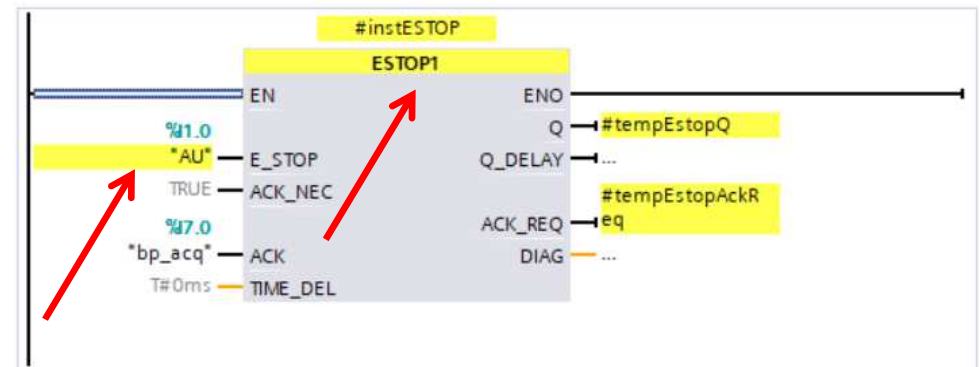 #instESTOP
ESTOP1
EN ENO
%I1.0 Q #tempEstopQ
"AU" E_STOP Q_DELAY ...
TRUE ACK_NEC
#tempEstopAckR
%I7.0 ACK_REQ eq
"bp_acq" ACK DIAG ...
T#0ms TIME_DEL